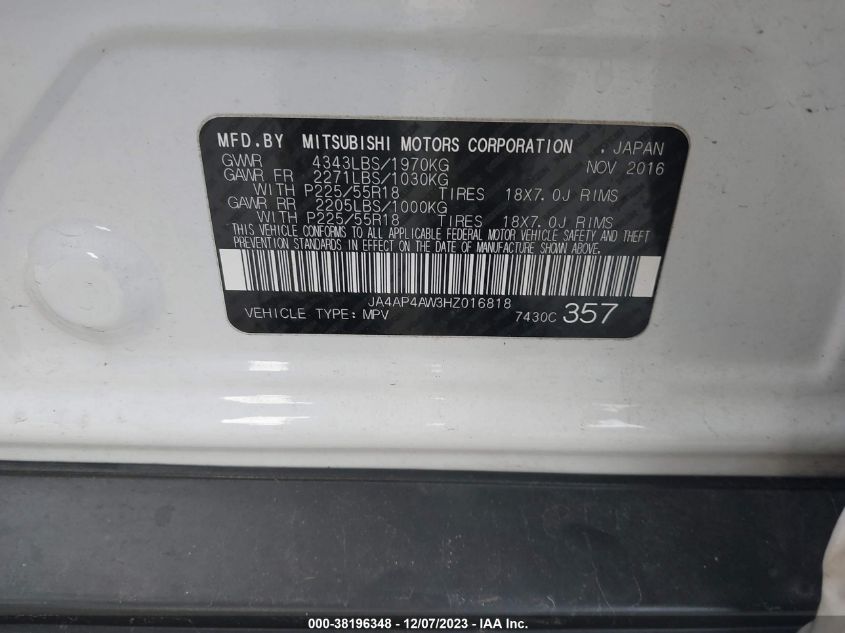 MFD.BY MITSUBISHI MOTORS CORPORATION . JAPAN
GVWR 4343LBS/1970KG NOV 2016
GAWR FR 2271LBS/1030KG
WITH P225/55R18 TIRES 18X7.0J RIMS
GAWR RR 2205LBS/1000KG
WITH P225/55R18 TIRES 18X7.0J RIMS
THIS VEHICLE CONFORMS TO ALL APPLICABLE FEDERAL MOTOR VEHICLE SAFETY AND THEFT
PREVENTION STANDARDS IN EFFECT ON THE DATE OF MANUFACTURE SHOWN ABOVE.
JA4AP4AW3HZ016818
VEHICLE TYPE: MPV 7430C 357
000-38196348 - 12/07/2023 - IAA Inc.